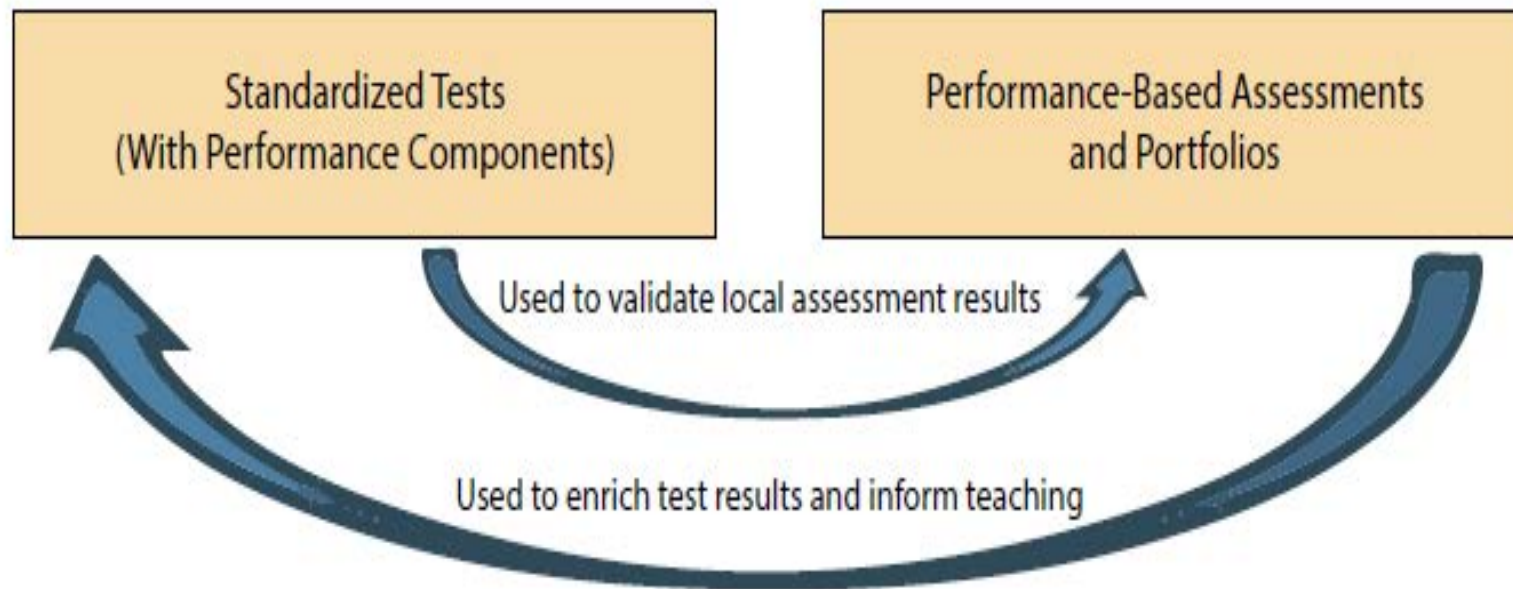 Standardized Tests
(With Performance Components)
Performance-Based Assessments
and Portfolios
Used to validate local assessment results
Used to enrich test results and inform teaching